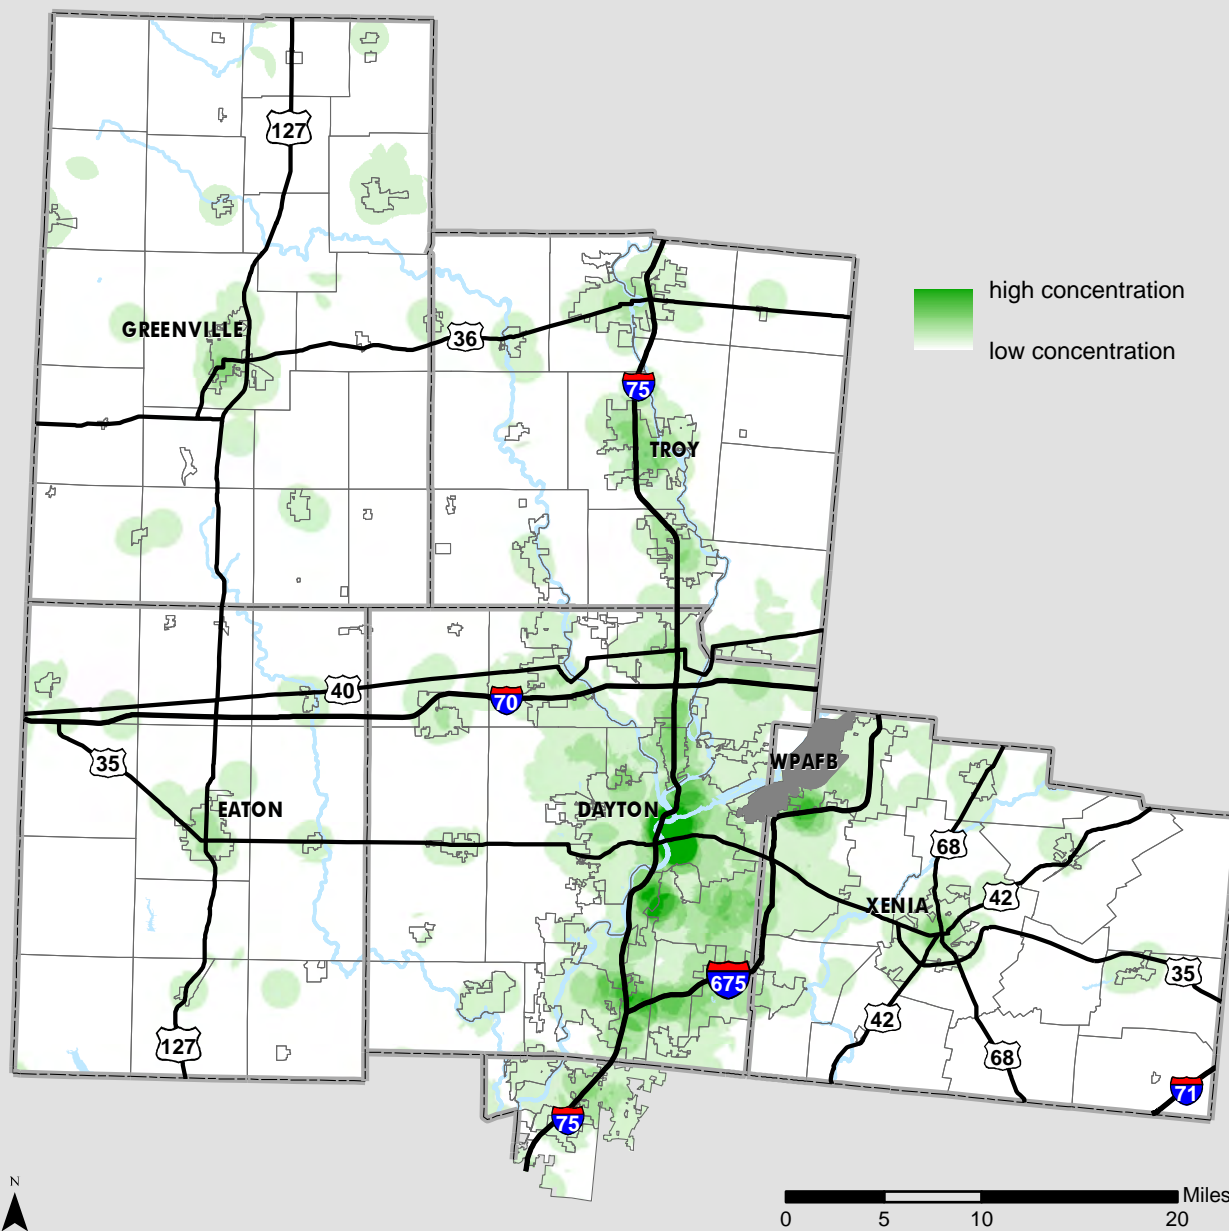 127
high concentration
GREENVILLE
36
low concentration
75
TROY
40
70
35
WPAFB
EATON
DAYTON
68
42
XENIA
35
675
42
127
68
71
75
N
Miles
0 5 10 20